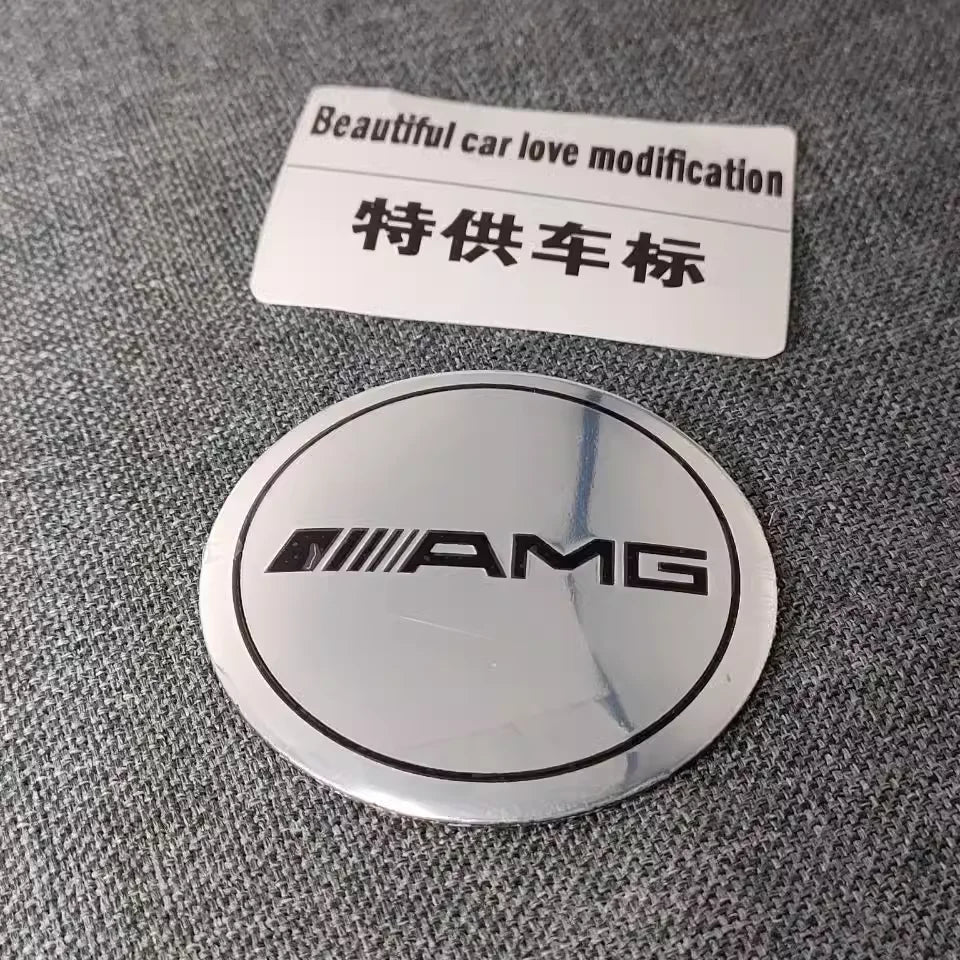 Beautiful car love modification
特供车标
AMG